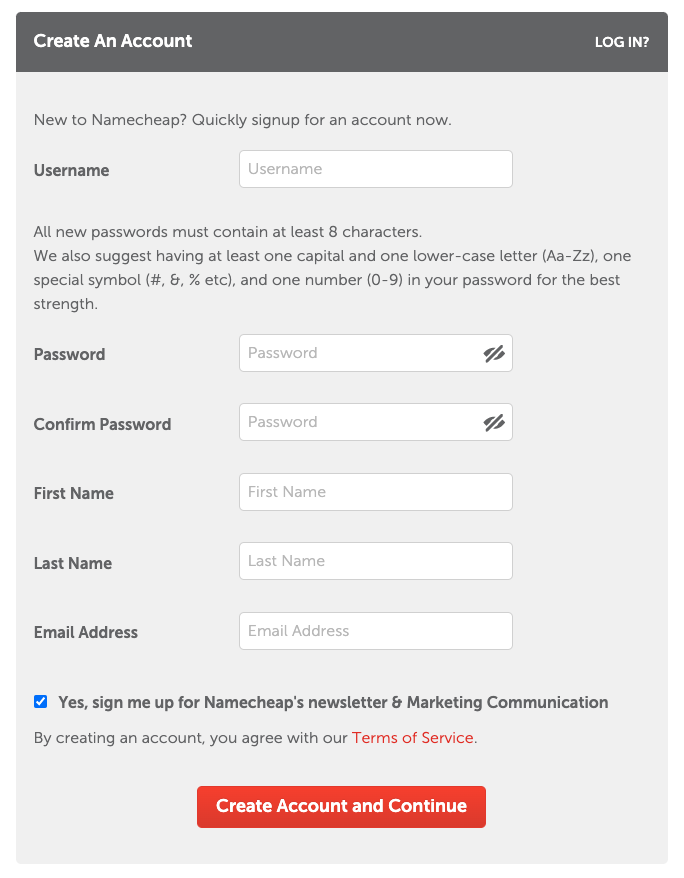 Create An Account
LOG IN?
New to Namecheap? Quickly signup for an account now.
Username
Username
All new passwords must contain at least 8 characters.
We also suggest having at least one capital and one lower-case letter (Aa-Zz), one
special symbol (#, &, % etc), and one number (0-9) in your password for the best
strength.
Password
Password
Confirm Password
Password
First Name
First Name
Last Name
Last Name
Email Address
Email Address
Yes, sign me up for Namecheap's newsletter & Marketing Communication
By creating an account, you agree with our Terms of Service.
Create Account and Continue